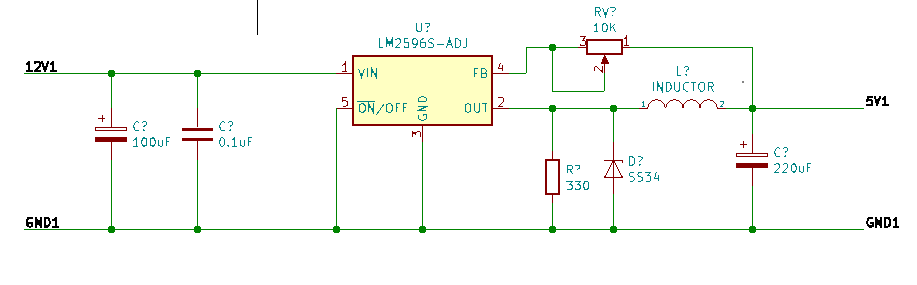 RV?
10K
U?
LM2596S-ADJ
3 1
2
12V1
1 VIN
FB 4
L?
INDUCTOR
5 ON/OFF
GND
OUT 2
1 2
5V1
3
C?
100uF
C?
0.1uF
R?
330
D?
SS34
C?
220uF
GND1
GND1